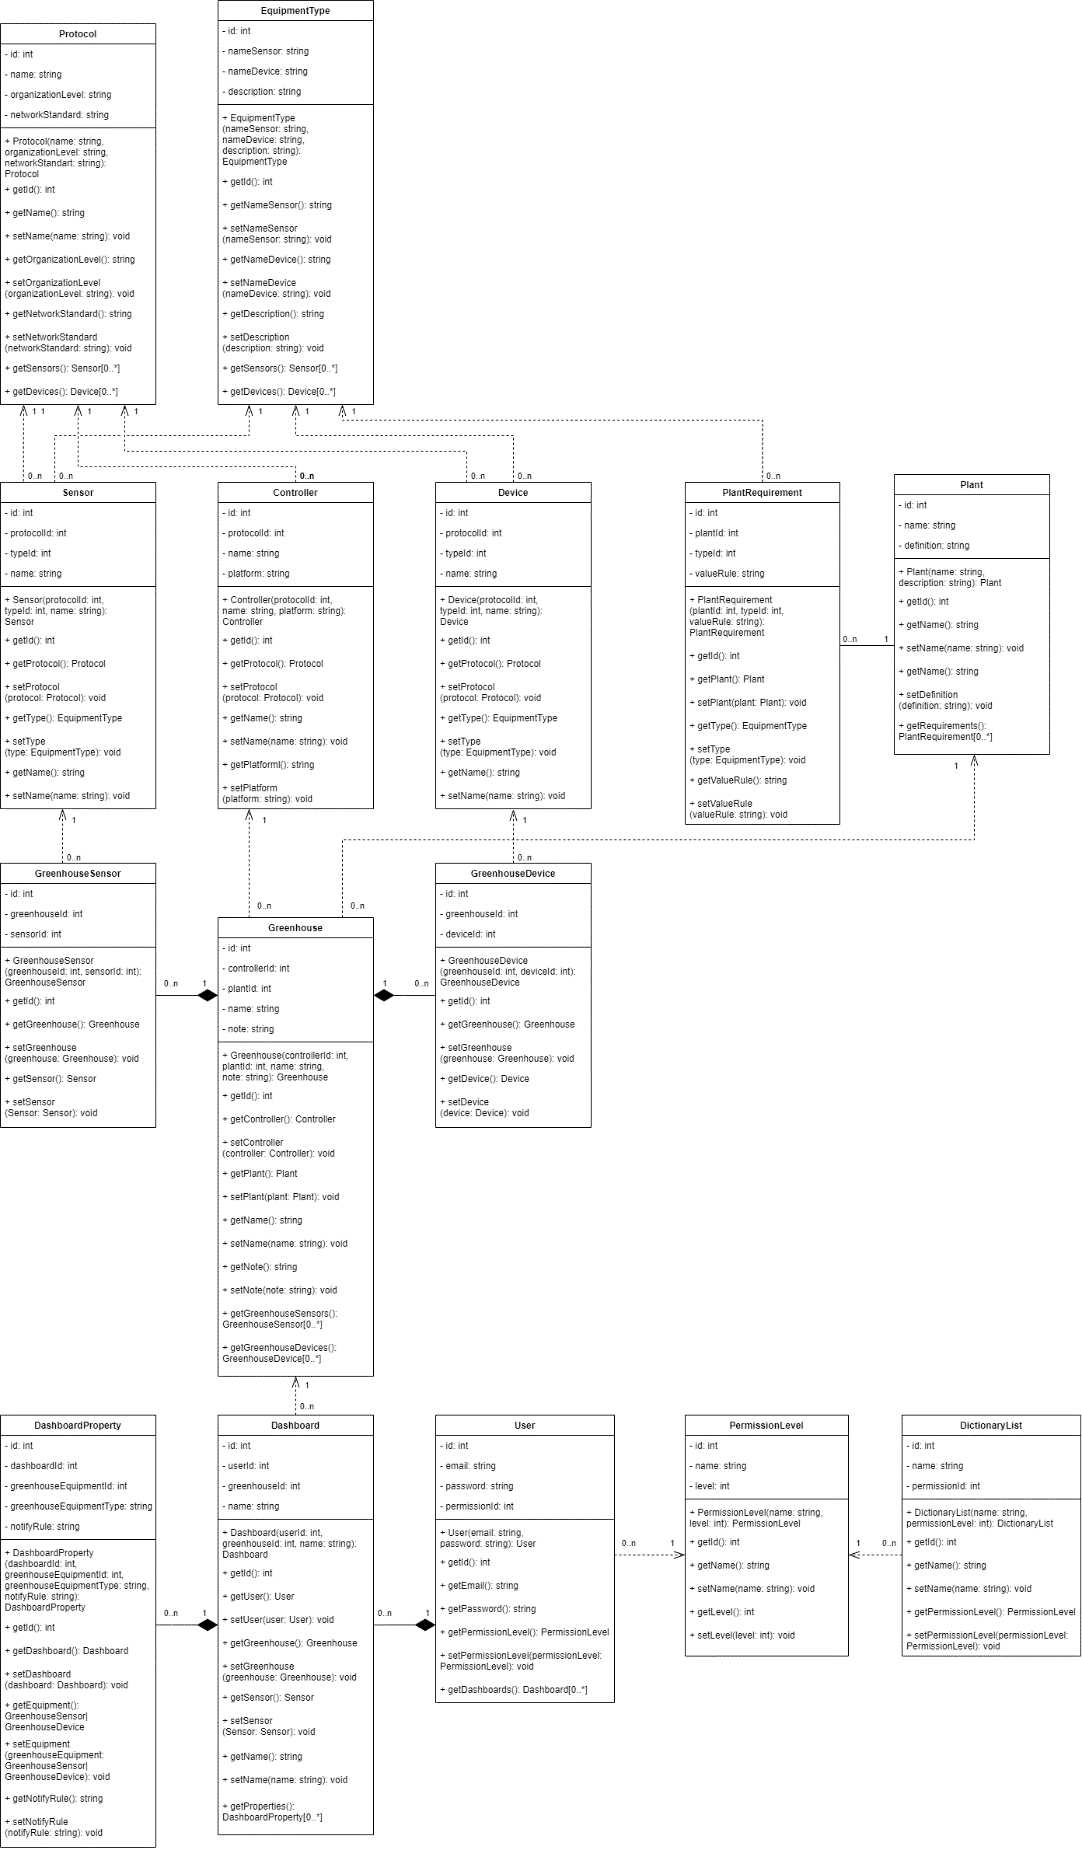 EquipmentType
- id: int
- nameSensor: string
- nameDevice: string
- description: string
+ EquipmentType
(nameSensor: string,
nameDevice: string,
description: string):
EquipmentType
+ getId(): int
+ getNameSensor(): string
+ setNameSensor
(nameSensor: string): void
+ getNameDevice(): string
+ setNameDevice
(nameDevice: string): void
+ getDescription(): string
+ setDescription
(description: string): void
+ getSensors(): Sensor[0..*]
+ getDevices(): Device[0..*]
Protocol
- id: int
- name: string
- organizationLevel: string
- networkStandard: string
+ Protocol(name: string,
organizationLevel: string,
networkStandart: string):
Protocol
+ getId(): int
+ getName(): string
+ setName(name: string): void
+ getOrganizationLevel(): string
+ setOrganizationLevel
(organizationLevel: string): void
+ getNetworkStandard(): string
+ setNetworkStandard
(networkStandard: string): void
+ getSensors(): Sensor[0..*]
+ getDevices(): Device[0..*]
1 1 1 1 1 1 1
0..n 0..n 0..n 0..n 0..n 0..n
Sensor
- id: int
- protocolId: int
- typeId: int
- name: string
+ Sensor(protocolId: int,
typeId: int, name: string):
Sensor
+ getId(): int
+ getProtocol(): Protocol
+ setProtocol
(protocol: Protocol): void
+ getType(): EquipmentType
+ setType
(type: EquipmentType): void
+ getName(): string
+ setName(name: string): void
Controller
- id: int
- protocolId: int
- name: string
- platform: string
+ Controller(protocolId: int,
name: string, platform: string):
Controller
+ getId(): int
+ getProtocol(): Protocol
+ setProtocol
(protocol: Protocol): void
+ getName(): string
+ setName(name: string): void
+ getPlatforml(): string
+ setPlatform
(platform: string): void
Device
- id: int
- protocolId: int
- typeId: int
- name: string
+ Device(protocolId: int,
typeId: int, name: string):
Device
+ getId(): int
+ getProtocol(): Protocol
+ setProtocol
(protocol: Protocol): void
+ getType(): EquipmentType
+ setType
(type: EquipmentType): void
+ getName(): string
+ setName(name: string): void
PlantRequirement
- id: int
- plantId: int
- typeId: int
- valueRule: string
+ PlantRequirement
(plantId: int, typeId: int,
valueRule: string):
PlantRequirement
+ getId(): int
+ getPlant(): Plant
+ setPlant(plant: Plant): void
+ getType(): EquipmentType
+ setType
(type: EquipmentType): void
+ getValueRule(): string
+ setValueRule
(valueRule: string): void
0..n 1
Plant
- id: int
- name: string
- definition: string
+ Plant(name: string,
description: string): Plant
+ getId(): int
+ getName(): string
+ setName(name: string): void
+ getName(): string
+ setDefinition
(definition: string): void
+ getRequirements():
PlantRequirement[0..*]
1
1 1 1
0..n 0..n
0..n 0..n
GreenhouseSensor
- id: int
- greenhouseId: int
- sensorId: int
+ GreenhouseSensor
(greenhouseId: int, sensorId: int):
GreenhouseSensor
+ getId(): int
+ getGreenhouse(): Greenhouse
+ setGreenhouse
(greenhouse: Greenhouse): void
+ getSensor(): Sensor
+ setSensor
(Sensor: Sensor): void
0..n 1
Greenhouse
- id: int
- controllerId: int
- plantId: int
- name: string
- note: string
+ Greenhouse(controllerId: int,
plantId: int, name: string,
note: string): Greenhouse
+ getId(): int
+ getController(): Controller
+ setController
(controller: Controller): void
+ getPlant(): Plant
+ setPlant(plant: Plant): void
+ getName(): string
+ setName(name: string): void
+ getNote(): string
+ setNote(note: string): void
+ getGreenhouseSensors():
GreenhouseSensor[0..*]
+ getGreenhouseDevices():
GreenhouseDevice[0..*]
1 0..n
GreenhouseDevice
- id: int
- greenhouseId: int
- deviceId: int
+ GreenhouseDevice
(greenhouseId: int, deviceId: int):
GreenhouseDevice
+ getId(): int
+ getGreenhouse(): Greenhouse
+ setGreenhouse
(greenhouse: Greenhouse): void
+ getDevice(): Device
+ setDevice
(device: Device): void
1
0..n
DashboardProperty
- id: int
- dashboardId: int
- greenhouseEquipmentId: int
- greenhouseEquipmentType: string
- notifyRule: string
+ DashboardProperty
(dashboardId: int,
greenhouseEquipmentId: int,
greenhouseEquipmentType: string,
notifyRule: string):
DashboardProperty
+ getId(): int
+ getDashboard(): Dashboard
+ setDashboard
(dashboard: Dashboard): void
+ getEquipment():
GreenhouseSensor|
GreenhouseDevice
+ setEquipment
(greenhouseEquipment:
GreenhouseSensor|
GreenhouseDevice): void
+ getNotifyRule(): string
+ setNotifyRule
(notifyRule: string): void
0..n 1
Dashboard
- id: int
- userId: int
- greenhouseId: int
- name: string
+ Dashboard(userId: int,
greenhouseId: int, name: string):
Dashboard
+ getId(): int
+ getUser(): User
+ setUser(user: User): void
+ getGreenhouse(): Greenhouse
+ setGreenhouse
(greenhouse: Greenhouse): void
+ getSensor(): Sensor
+ setSensor
(Sensor: Sensor): void
+ getName(): string
+ setName(name: string): void
+ getProperties():
DashboardProperty[0..*]
0..n 1
User
- id: int
- email: string
- password: string
- permissionId: int
+ User(email: string,
password: string): User
+ getId(): int
+ getEmail(): string
+ getPassword(): string
+ getPermissionLevel(): PermissionLevel
+ setPermissionLevel(permissionLevel:
PermissionLevel): void
+ getDashboards(): Dashboard[0..*]
0..n 1
PermissionLevel
- id: int
- name: string
- level: int
+ PermissionLevel(name: string,
level: int): PermissionLevel
+ getId(): int
+ getName(): string
+ setName(name: string): void
+ getLevel(): int
+ setLevel(level: int): void
1 0..n
DictionaryList
- id: int
- name: string
- permissionId: int
+ DictionaryList(name: string,
permissionLevel: int): DictionaryList
+ getId(): int
+ getName(): string
+ setName(name: string): void
+ getPermissionLevel(): PermissionLevel
+ setPermissionLevel(permissionLevel:
PermissionLevel): void